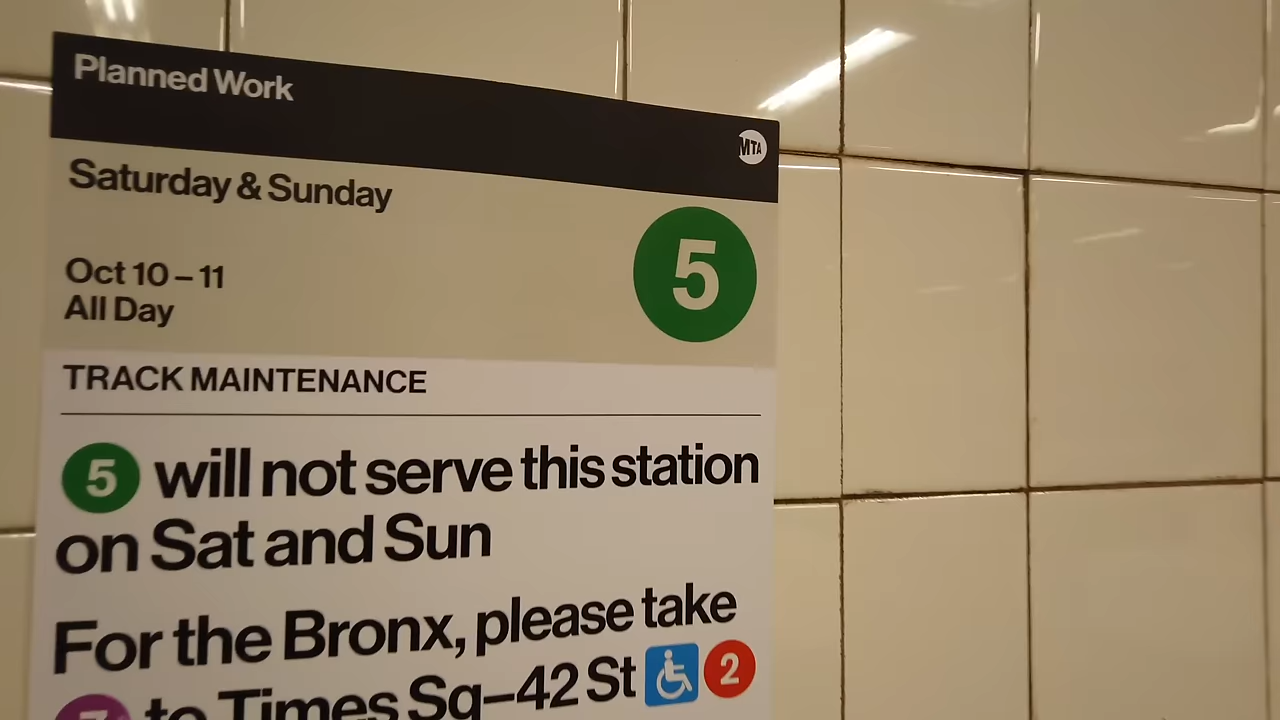 Planned Work
MTA
Saturday & Sunday
5
Oct 10 – 11
All Day
TRACK MAINTENANCE
5 will not serve this station
on Sat and Sun
For the Bronx, please take
7 to Times Sq–42 St 2